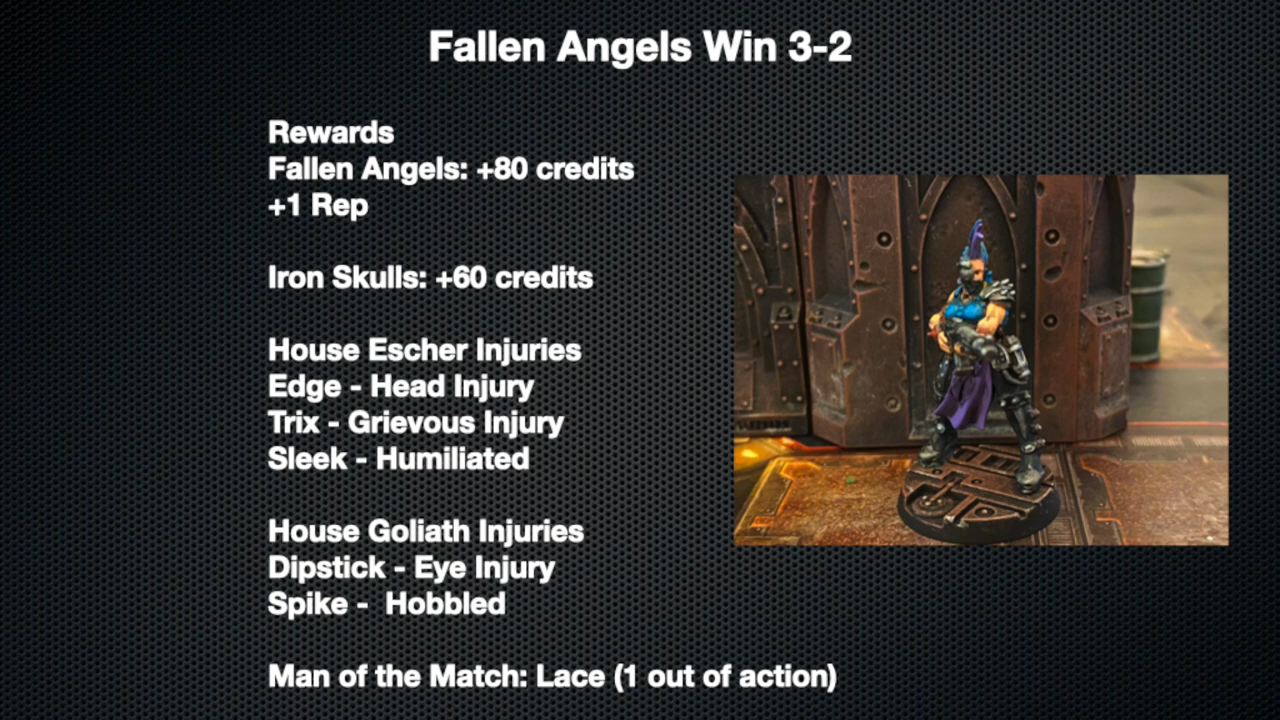 Fallen Angels Win 3-2
Rewards
Fallen Angels: +80 credits
+1 Rep
Iron Skulls: +60 credits
House Escher Injuries
Edge - Head Injury
Trix - Grievous Injury
Sleek - Humiliated
House Goliath Injuries
Dipstick - Eye Injury
Spike -  Hobbled
Man of the Match: Lace (1 out of action)